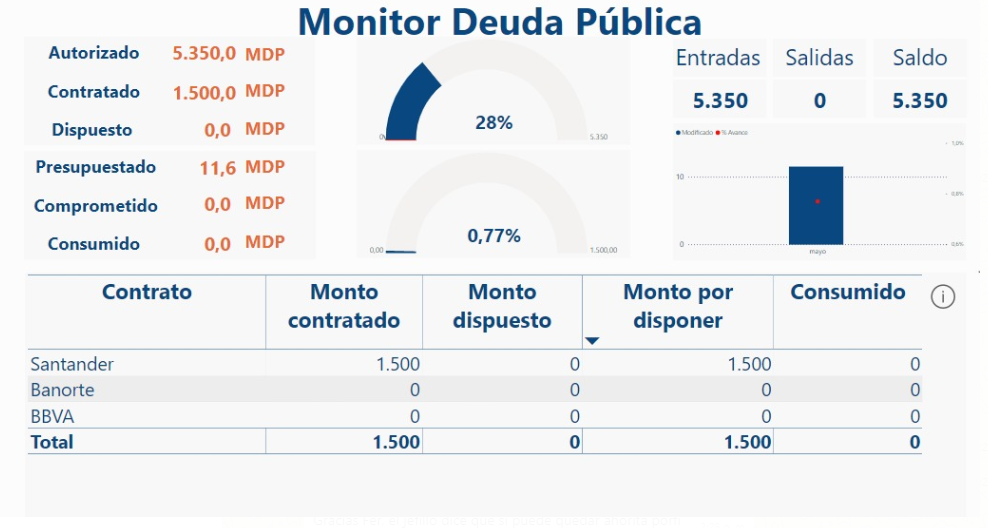 Monitor Deuda Pública
Autorizado 5.350,0 MDP
Contratado 1.500,0 MDP
Dispuesto 0,0 MDP
Presupuestado 11,6 MDP
Comprometido 0,0 MDP
Consumido 0,0 MDP
28%
5.350
0,77%
0,00 1.500,00
Entradas Salidas Saldo
5.350 0 5.350
Modificado % Avance
1,0%
10
0,8%
0 0,6%
mayo
Contrato Monto contratado Monto dispuesto Monto por disponer Consumido
Santander 1.500 0 1.500 0
Banorte 0 0 0 0
BBVA 0 0 0 0
Total 1.500 0 1.500 0